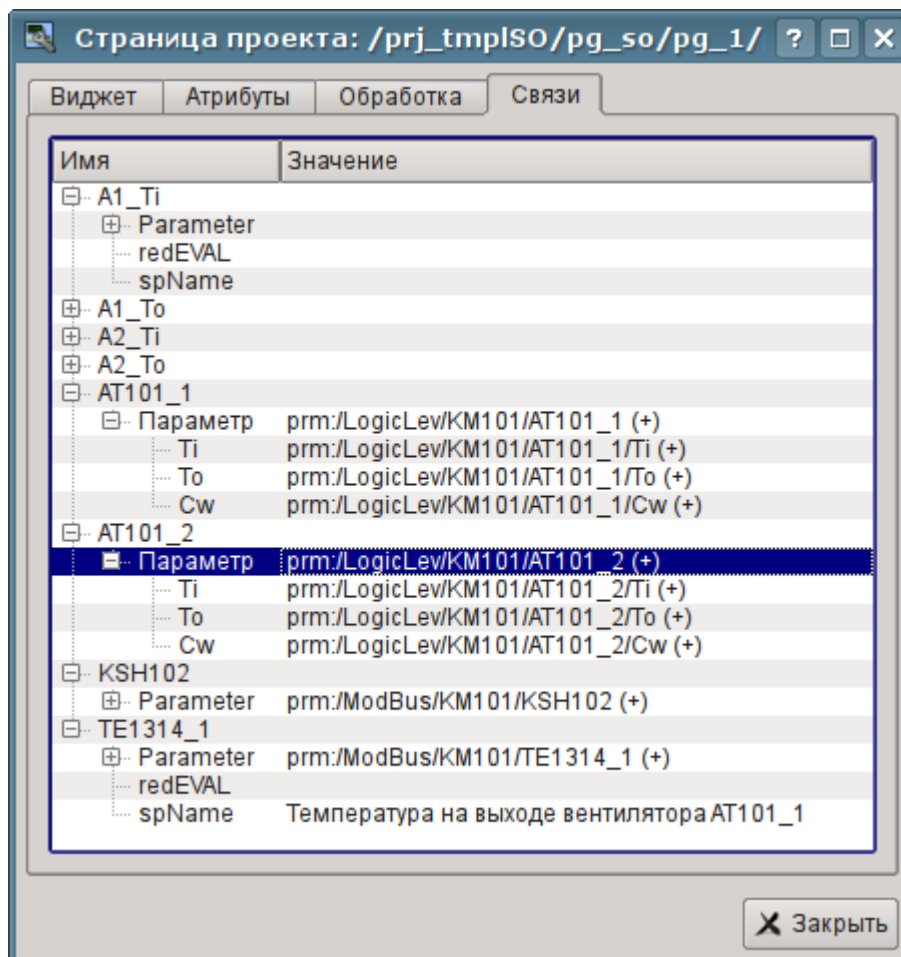 Страница проекта: /prj_tmplSO/pg_so/pg_1/ ?
Виджет Атрибуты Обработка Связи
Имя Значение
A1_Ti
Parameter
redEVAL
spName
A1_To
A2_Ti
A2_To
AT101_1
Параметр prm:/LogicLev/KM101/AT101_1 (+)
Ti prm:/LogicLev/KM101/AT101_1/Ti (+)
To prm:/LogicLev/KM101/AT101_1/To (+)
Cw prm:/LogicLev/KM101/AT101_1/Cw (+)
AT101_2
Параметр prm:/LogicLev/KM101/AT101_2 (+)
Ti prm:/LogicLev/KM101/AT101_2/Ti (+)
To prm:/LogicLev/KM101/AT101_2/To (+)
Cw prm:/LogicLev/KM101/AT101_2/Cw (+)
KSH102
Parameter prm:/ModBus/KM101/KSH102 (+)
TE1314_1
Parameter prm:/ModBus/KM101/TE1314_1 (+)
redEVAL
spName Температура на выходе вентилятора AT101_1
Закрыть